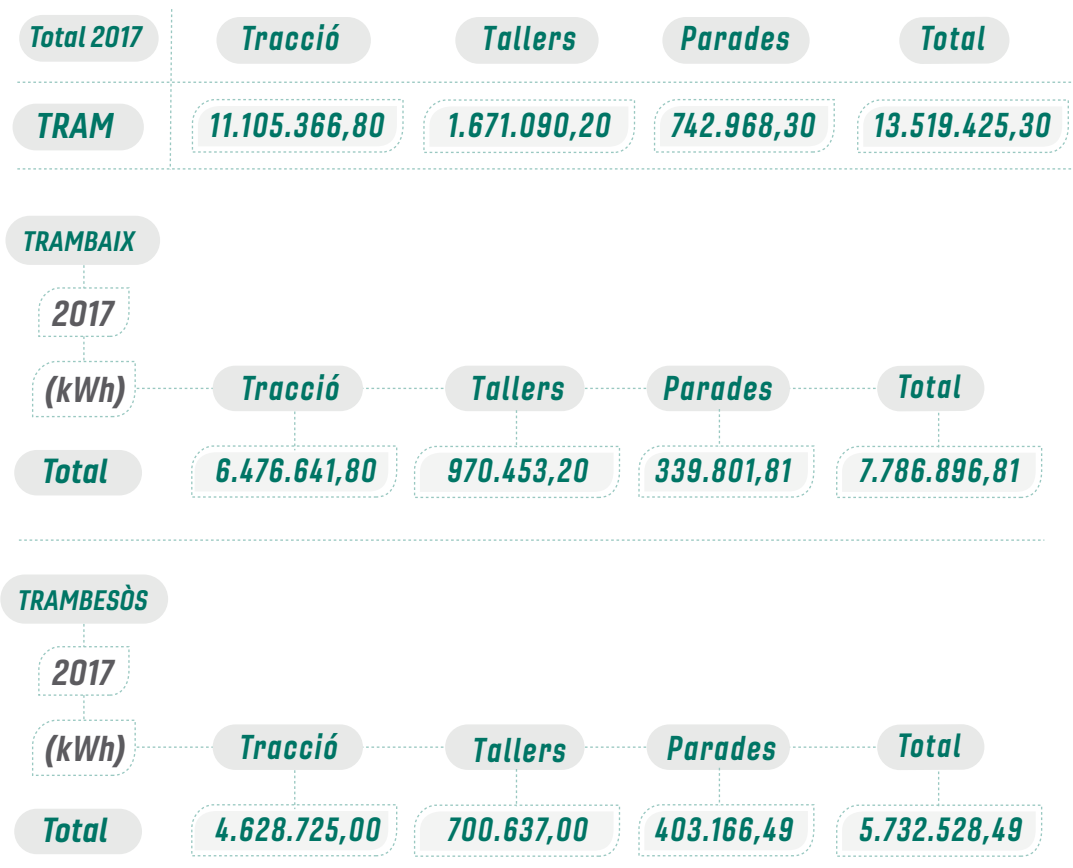 Total 2017 Tracció Tallers Parades Total
TRAM 11.105.366,80 1.671.090,20 742.968,30 13.519.425,30
TRAMBAIX
2017
(kWh) Tracció Tallers Parades Total
Total 6.476.641,80 970.453,20 339.801,81 7.786.896,81
TRAMBESÒS
2017
(kWh) Tracció Tallers Parades Total
Total 4.628.725,00 700.637,00 403.166,49 5.732.528,49